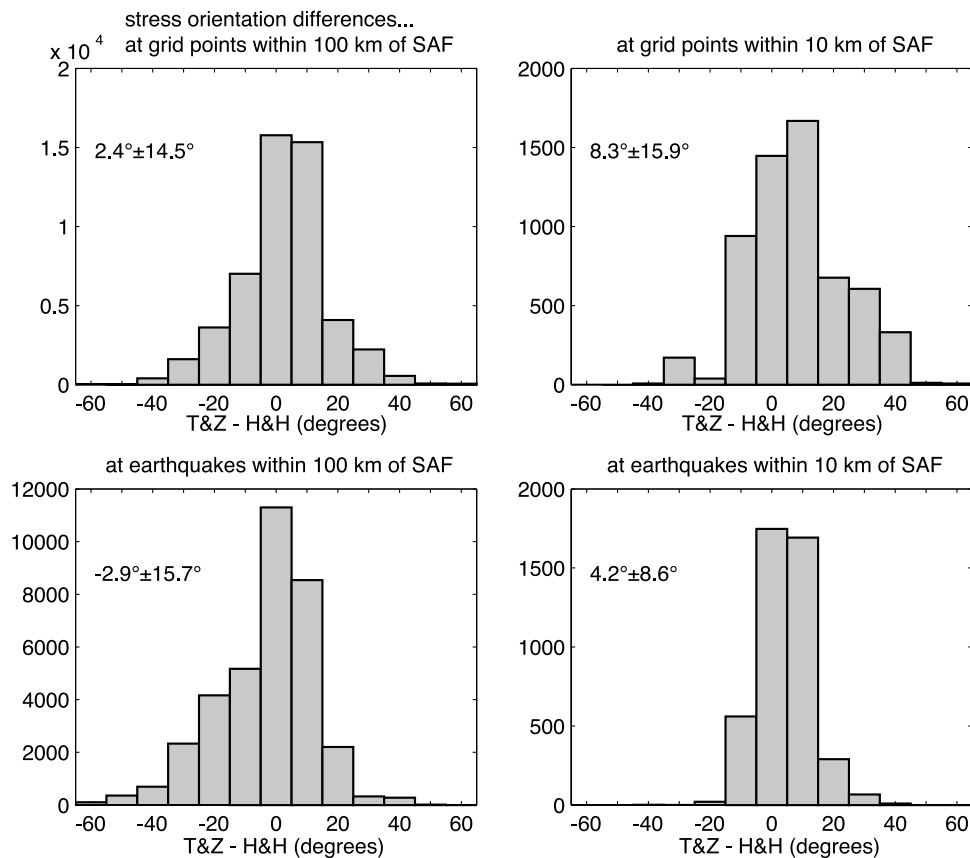 stress orientation differences...
x 10⁴ at grid points within 100 km of SAF
2
1.5
1
0.5
0
2.4°±14.5°
-60 -40 -20 0 20 40 60
T&Z - H&H (degrees)
at grid points within 10 km of SAF
2000
1500
1000
500
0
8.3°±15.9°
-60 -40 -20 0 20 40 60
T&Z - H&H (degrees)
at earthquakes within 100 km of SAF
12000
10000
8000
6000
4000
2000
0
-2.9°±15.7°
-60 -40 -20 0 20 40 60
T&Z - H&H (degrees)
at earthquakes within 10 km of SAF
2000
1500
1000
500
0
4.2°±8.6°
-60 -40 -20 0 20 40 60
T&Z - H&H (degrees)